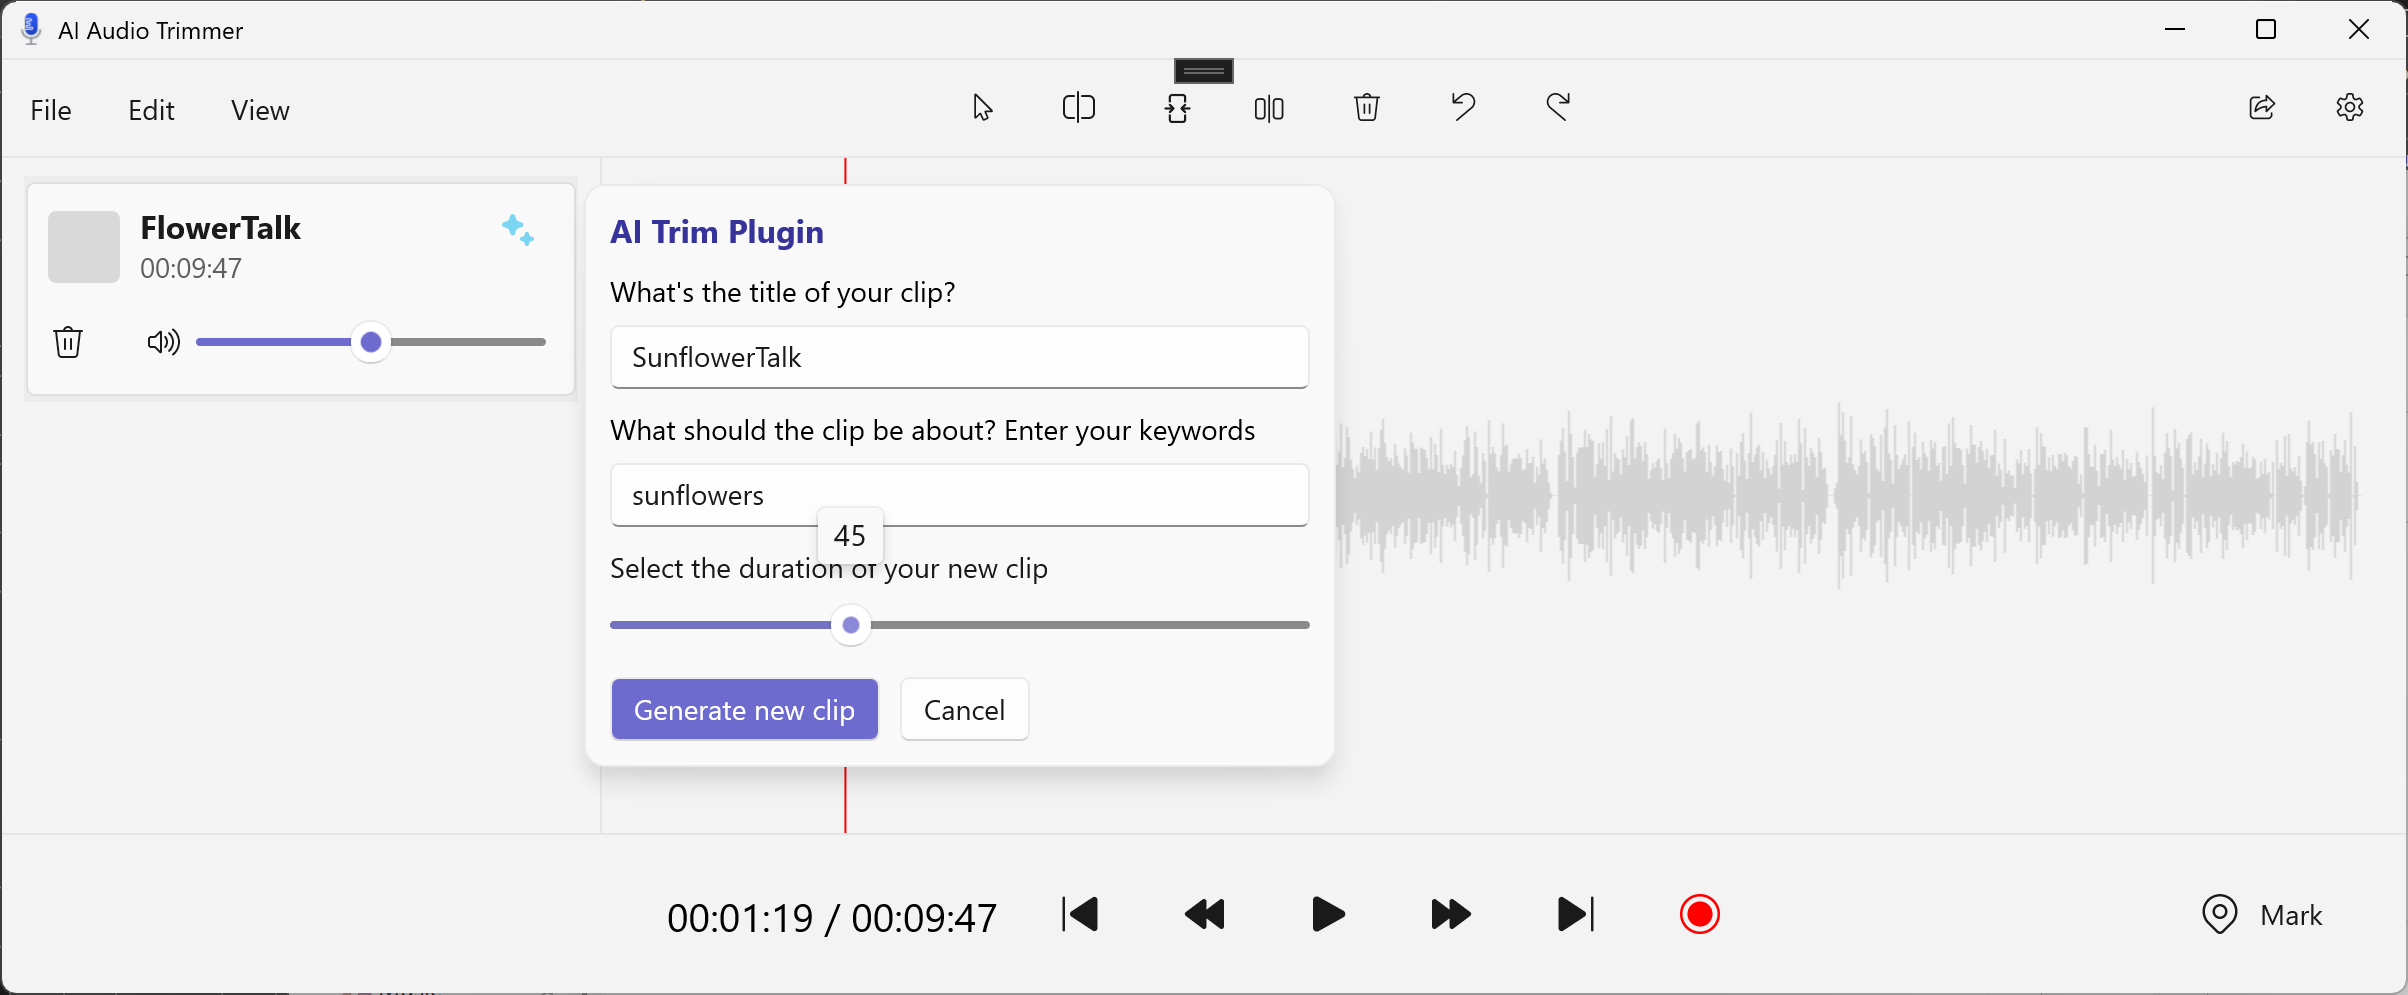 AI Audio Trimmer
File Edit View
FlowerTalk
00:09:47
AI Trim Plugin
What's the title of your clip?
SunflowerTalk
What should the clip be about? Enter your keywords
sunflowers
45
Select the duration of your new clip
Generate new clip Cancel
00:01:19 / 00:09:47
Mark